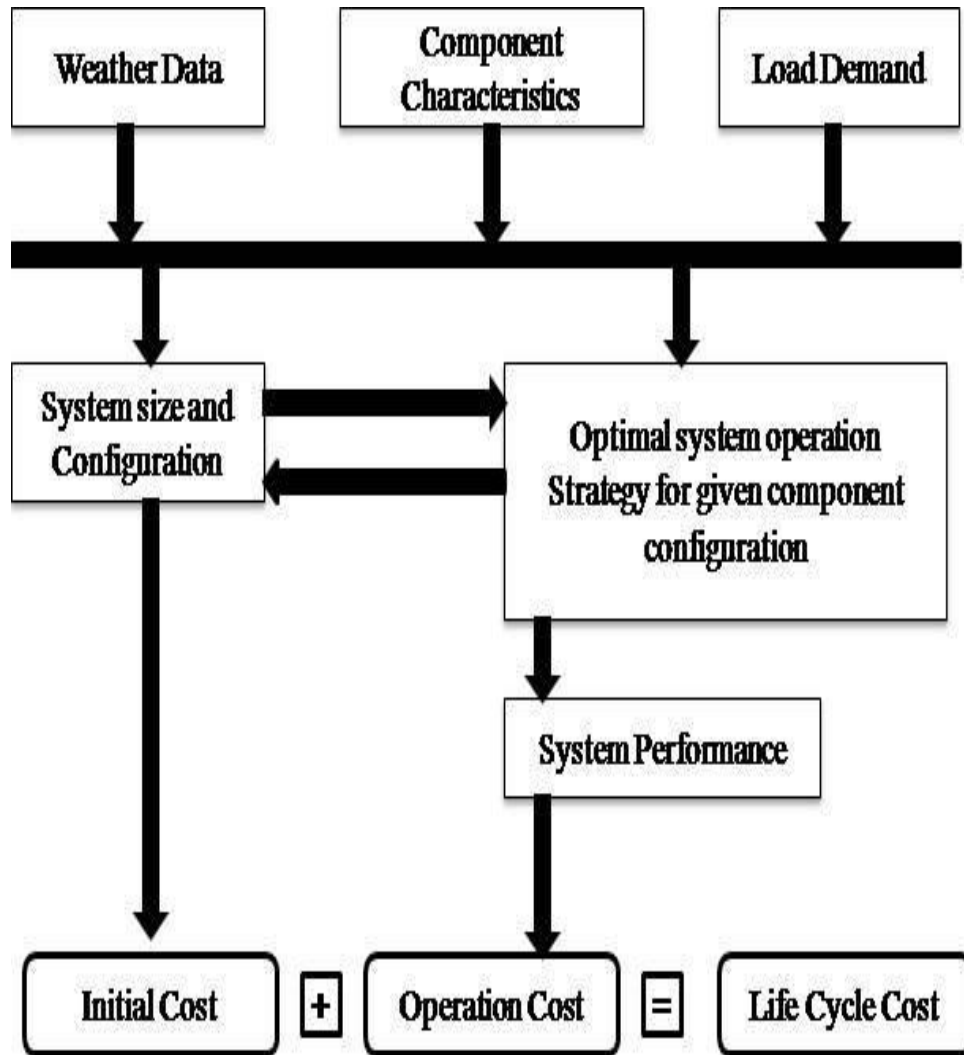 Weather Data
Component
Characteristics
Load Demand
System size and
Configuration
Optimal system operation
Strategy for given component
configuration
System Performance
Initial Cost
+
Operation Cost
=
Life Cycle Cost